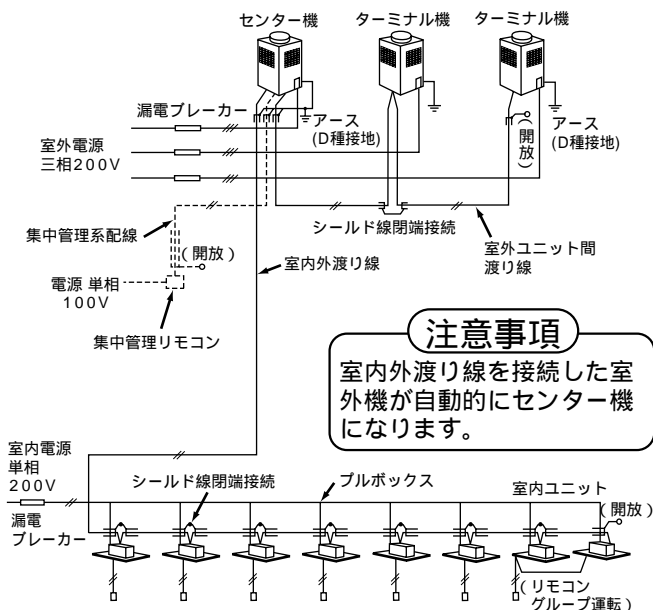 センター機
ターミナル機
ターミナル機
漏電ブレーカー
アース
(D種接地)
アース
(D種接地)
(開放)
室外電源
三相200V
シールド線閉端接続
室外ユニット間
渡り線
集中管理系配線
(開放)
室内外渡り線
電源 単相
100V
集中管理リモコン
注意事項
室内外渡り線を接続した室
外機が自動的にセンター機
になります。
室内電源
単相
200V
シールド線閉端接続
プルボックス
室内ユニット
(開放)
漏電
ブレーカー
(リモコン
グループ運転)